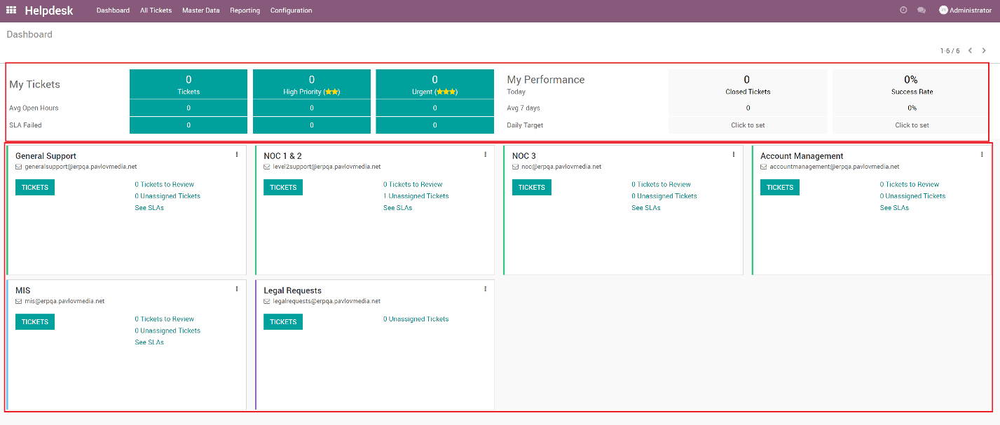 Helpdesk Dashboard All Tickets Master Data Reporting Configuration Administrator
Dashboard
1-6 / 6
My Tickets
0
Tickets
0
High Priority (★★)
0
Urgent (★★★)
Avg Open Hours 0 0 0
SLA Failed 0 0 0
My Performance
Today
0
Closed Tickets
0%
Success Rate
Avg 7 days 0 0%
Daily Target Click to set Click to set
General Support
generalsupport@erpqa.pavlovmedia.net
TICKETS
0 Tickets to Review
0 Unassigned Tickets
See SLAs
NOC 1 & 2
level2support@erpqa.pavlovmedia.net
TICKETS
0 Tickets to Review
1 Unassigned Tickets
See SLAs
NOC 3
noc@erpqa.pavlovmedia.net
TICKETS
0 Tickets to Review
0 Unassigned Tickets
See SLAs
Account Management
accountmanagement@erpqa.pavlovmedia.net
TICKETS
0 Tickets to Review
0 Unassigned Tickets
See SLAs
MIS
mis@erpqa.pavlovmedia.net
TICKETS
0 Tickets to Review
0 Unassigned Tickets
See SLAs
Legal Requests
legalrequests@erpqa.pavlovmedia.net
TICKETS
0 Unassigned Tickets